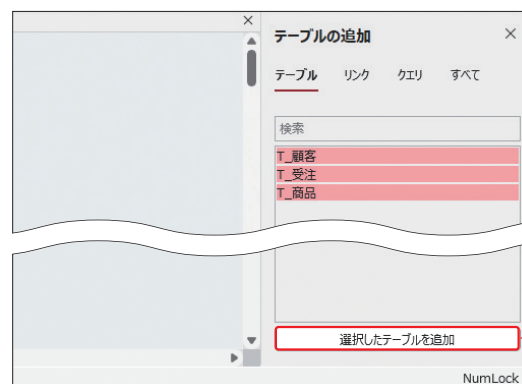 テーブルの追加
テーブル リンク クエリ すべて
検索
T_顧客
T_受注
T_商品
選択したテーブルを追加
NumLock